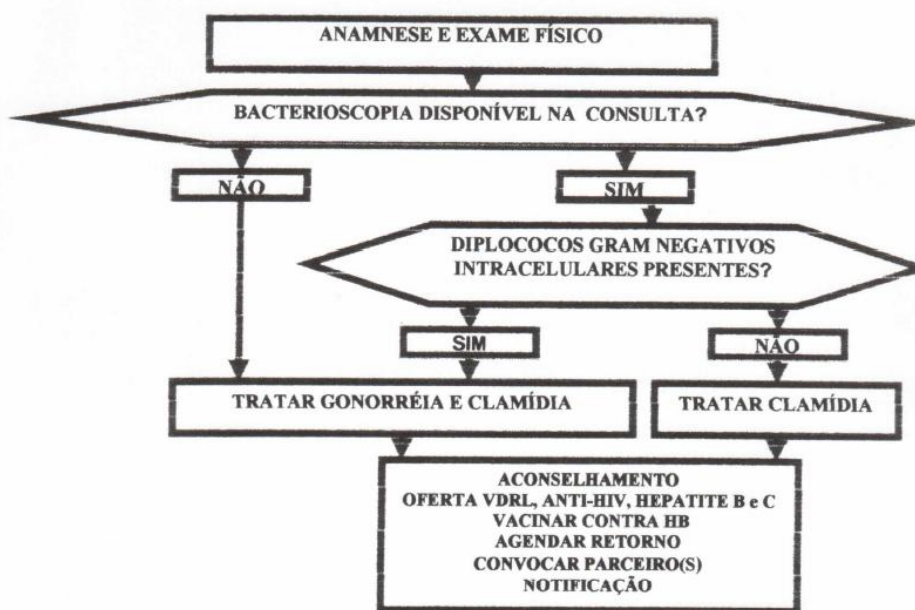 ANAMNESE E EXAME FÍSICO
BACTERIOSCOPIA DISPONÍVEL NA CONSULTA?
NÃO
SIM
DIPLOCOCOS GRAM NEGATIVOS
INTRACELULARES PRESENTES?
SIM
NÃO
TRATAR GONORRÉIA E CLAMÍDIA
TRATAR CLAMÍDIA
ACONSELHAMENTO
OFERTA VDRL, ANTI-HIV, HEPATITE B e C
VACINAR CONTRA HB
AGENDAR RETORNO
CONVOCAR PARCEIRO(S)
NOTIFICAÇÃO